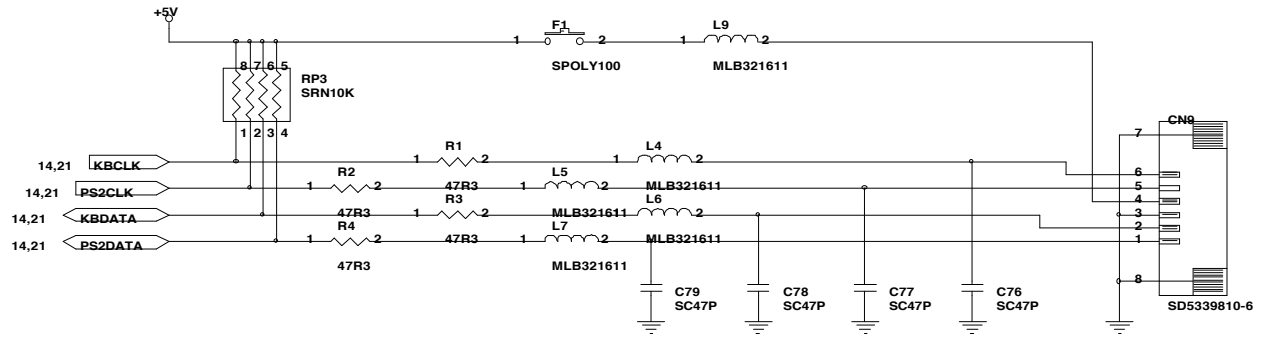 +5V
F1
L9
1 2 1 2
SPOLY100 MLB321611
8 7 6 5
RP3
SRN10K
CN9
1 2 3 4
7
R1 L4
14,21 KBCLK 1 2 1 2
R2 L5
6
14,21 PS2CLK 1 2 47R3 1 2 MLB321611
5
R3 L6
4
14,21 KBDATA 47R3 1 2 MLB321611 1 2
3
R4 L7
2
14,21 PS2DATA 1 2 47R3 1 2 MLB321611
1
47R3 MLB321611
8
C79 C78 C77 C76
SC47P SC47P SC47P SC47P
SD5339810-6